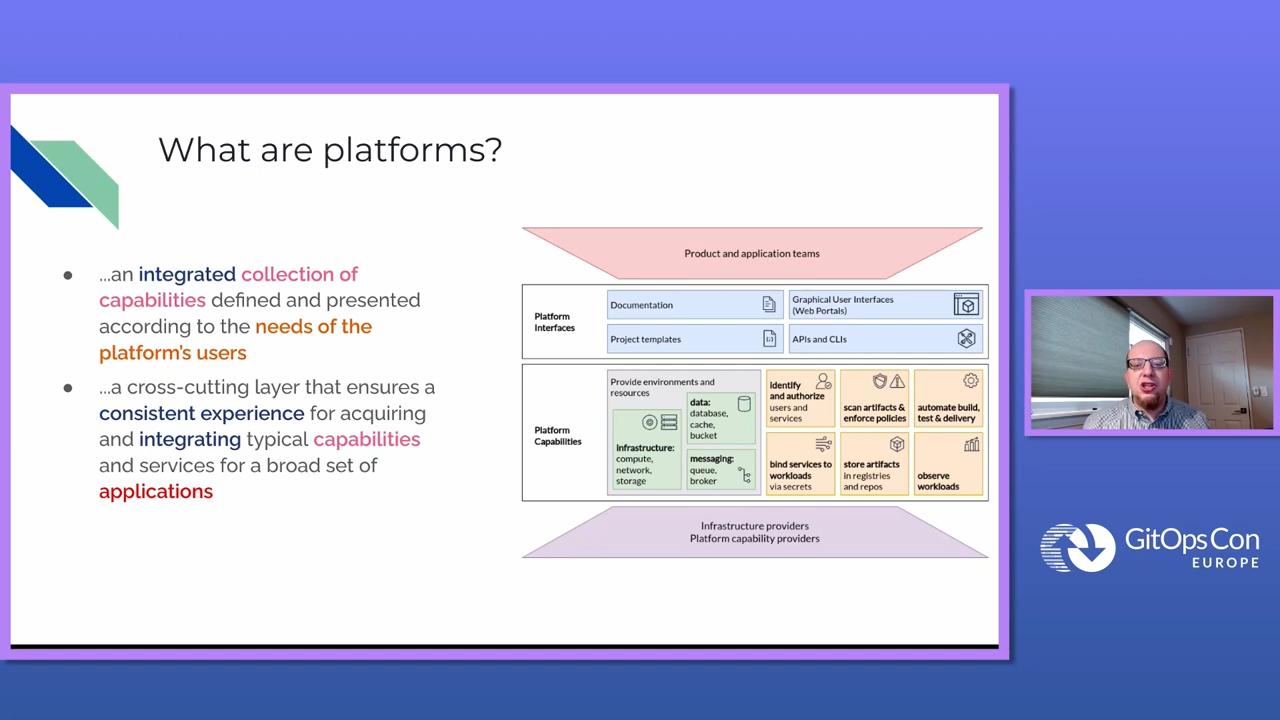 What are platforms?
● ...an integrated collection of
capabilities defined and presented
according to the needs of the
platform's users
● ...a cross-cutting layer that ensures a
consistent experience for acquiring
and integrating typical capabilities
and services for a broad set of
applications
Product and application teams
Platform
Interfaces
Documentation
Graphical User Interfaces
(Web Portals)
Project templates
APIs and CLIs
Platform
Capabilities
Provide environments and
resources
infrastructure:
compute,
network,
storage
data:
database,
cache,
bucket
messaging:
queue,
broker
identify
and authorize
users and
services
scan artifacts &
enforce policies
automate build,
test & delivery
bind services to
workloads
via secrets
store artifacts
in registries
and repos
observe
workloads
Infrastructure providers
Platform capability providers
GitOpsCon
EUROPE